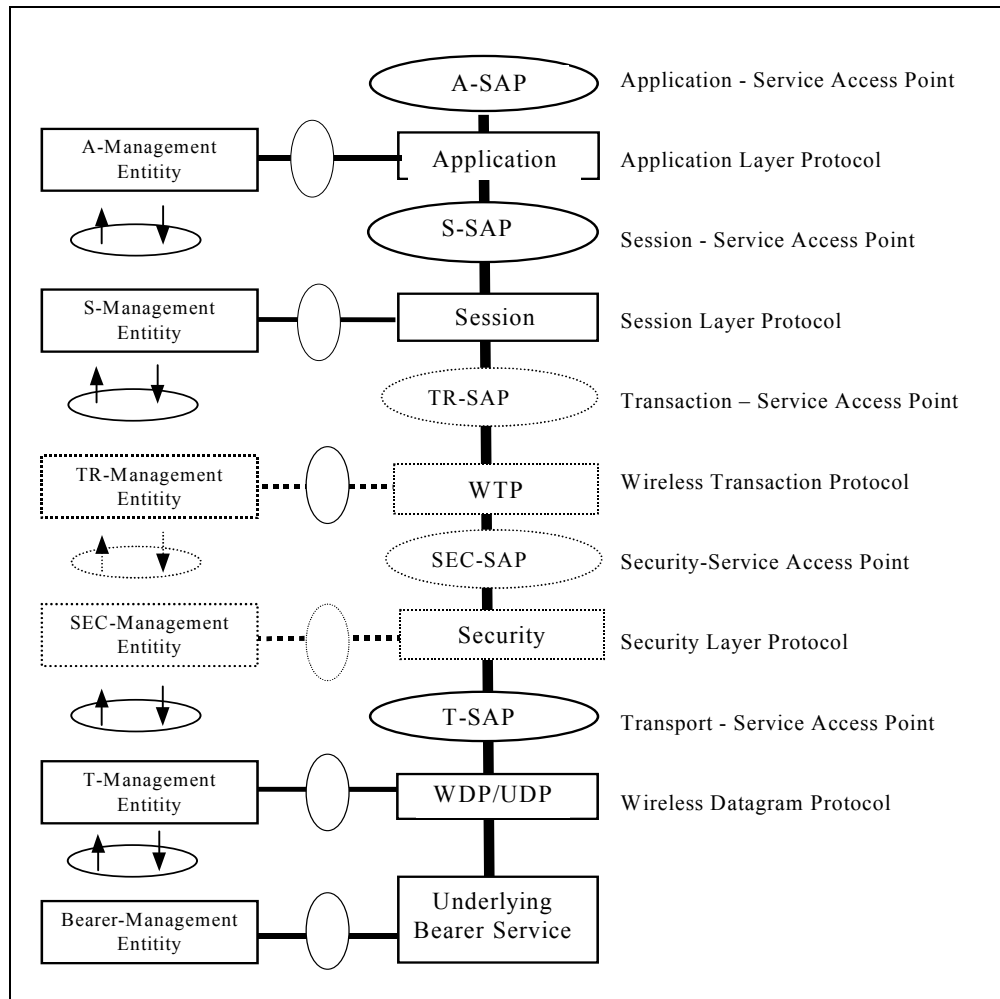 A-SAP
Application - Service Access Point
A-Management
Entitity
Application
Application Layer Protocol
S-SAP
Session - Service Access Point
S-Management
Entitity
Session
Session Layer Protocol
TR-SAP
Transaction – Service Access Point
TR-Management
Entitity
WTP
Wireless Transaction Protocol
SEC-SAP
Security-Service Access Point
SEC-Management
Entitity
Security
Security Layer Protocol
T-SAP
Transport - Service Access Point
T-Management
Entitity
WDP/UDP
Wireless Datagram Protocol
Bearer-Management
Entitity
Underlying
Bearer Service